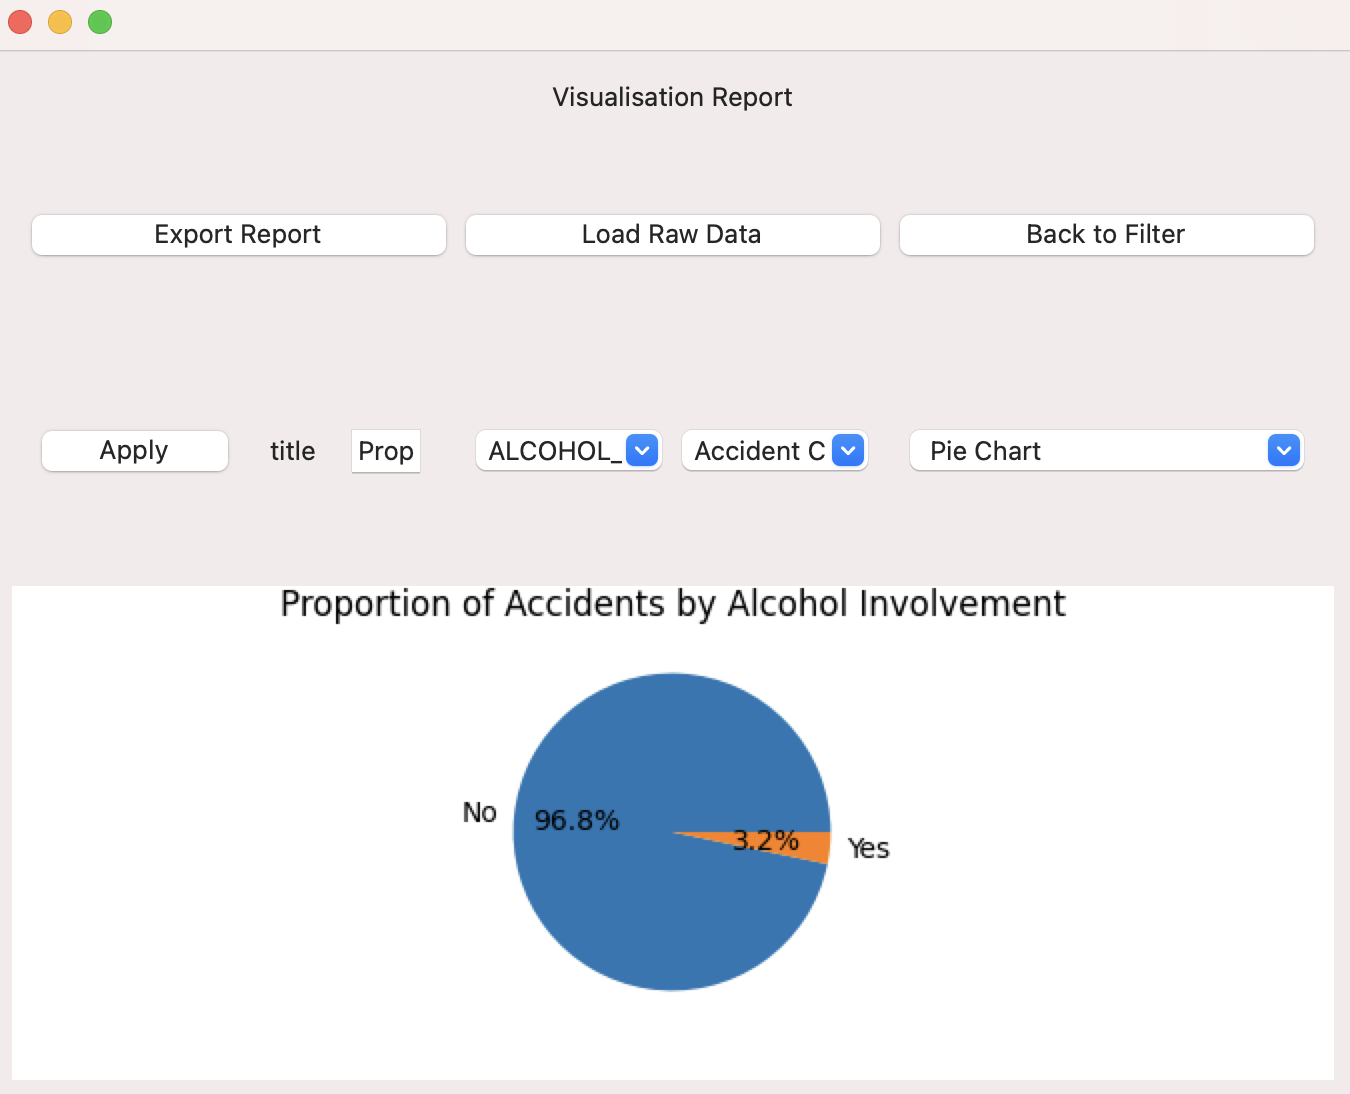 Visualisation Report
Export Report
Load Raw Data
Back to Filter
Apply
title
Prop
ALCOHOL_
Accident C
Pie Chart
Proportion of Accidents by Alcohol Involvement
No
96.8%
3.2%
Yes